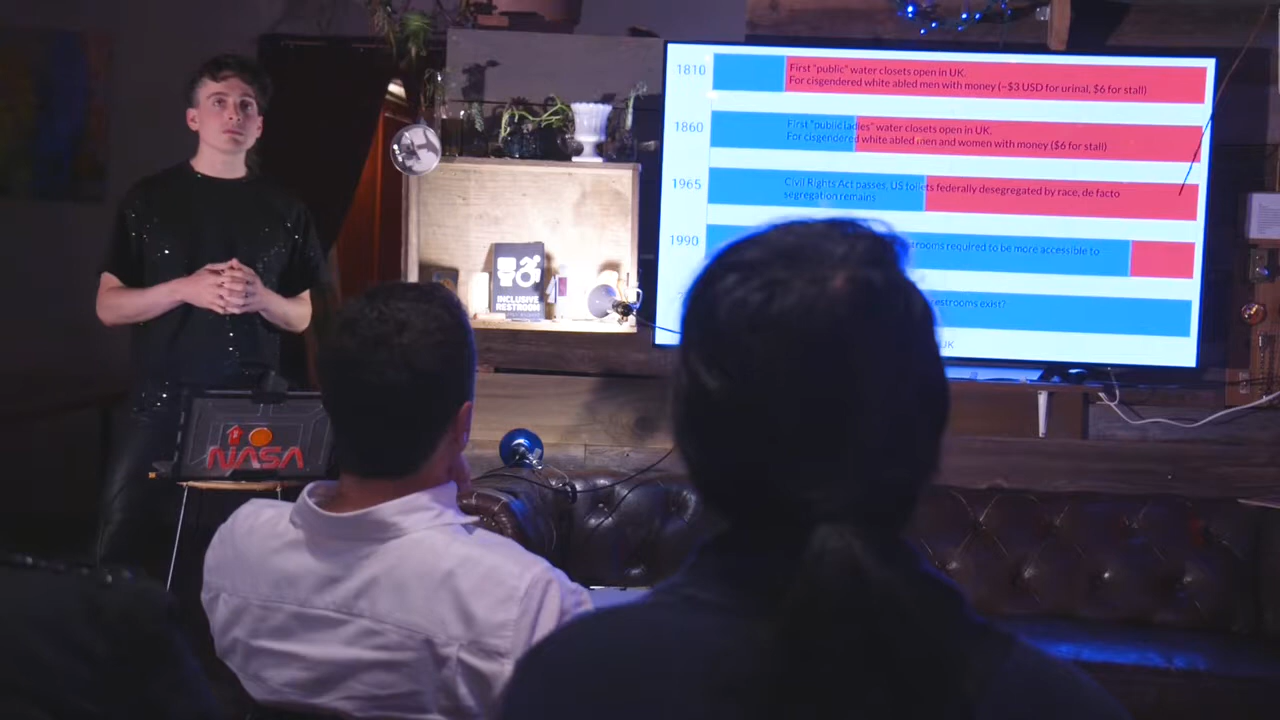 1810
First "public" water closets open in UK.
For cisgendered white abled men with money (~$3 USD for urinal, $6 for stall)
1860
First "public ladies" water closets open in UK.
For cisgendered white abled men and women with money ($6 for stall)
1965
Civil Rights Act passes, US toilets federally desegregated by race, de facto
segregation remains
1990
strooms required to be more accessible to
estrooms exist?
UK
INCLUSIVE
RESTROOM
NASA